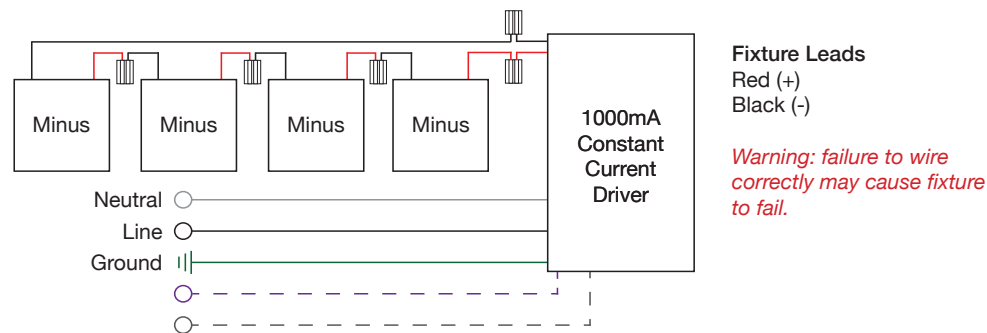 Minus
Minus
Minus
Minus
1000mA
Constant
Current
Driver
Fixture Leads
Red (+)
Black (-)
Warning: failure to wire
correctly may cause fixture
to fail.
Neutral
Line
Ground